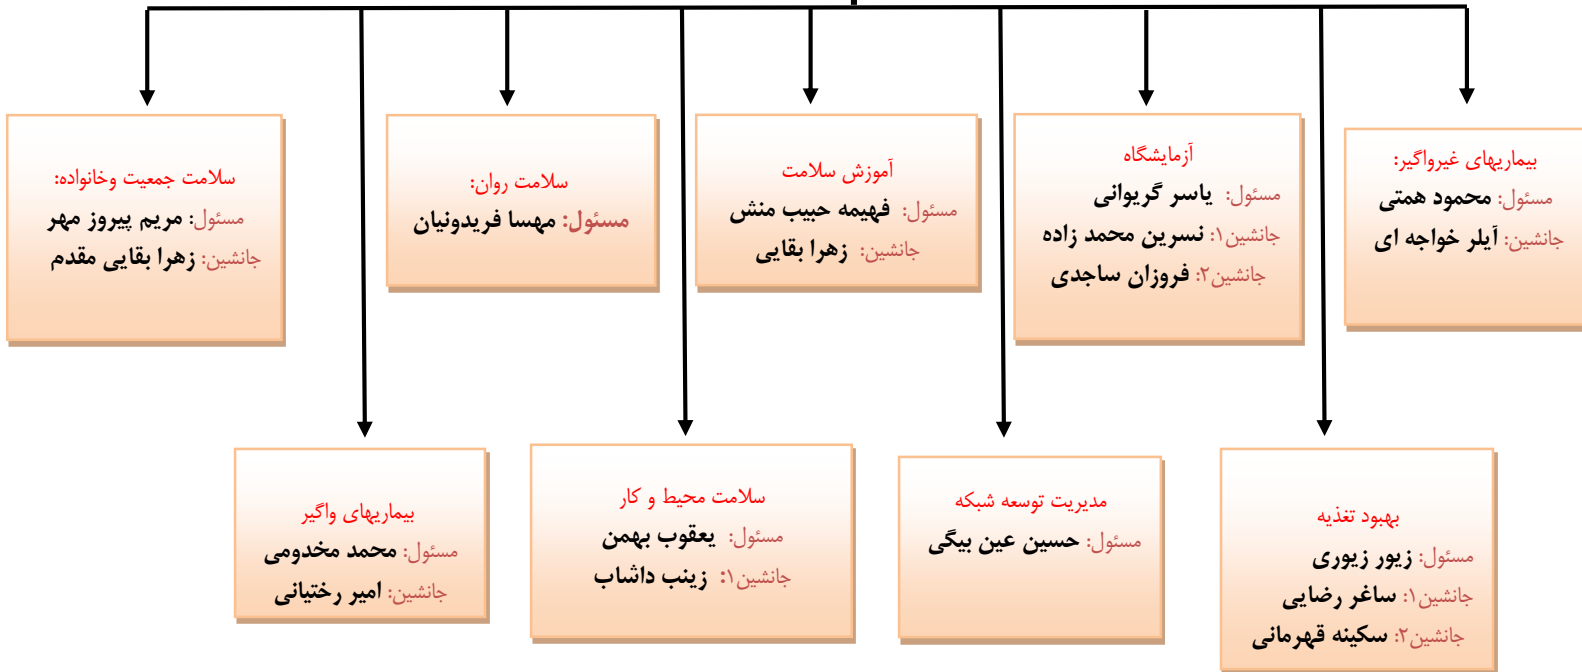 بیماریهای غیرواگیر:
مسئول: محمود همتی
جانشین: آیلر خواجه ای
آزمایشگاه
مسئول: یاسر گریوانی
جانشین۱: نسرین محمد زاده
جانشین۲: فروزان ساجدی
آموزش سلامت
مسئول: فهیمه حبیب منش
جانشین: زهرا بقایی
سلامت روان:
مسئول: مهسا فریدونیان
سلامت جمعیت وخانواده:
مسئول: مریم پیروز مهر
جانشین: زهرا بقایی مقدم
بهبود تغذیه
مسئول: زیور زیوری
جانشین۱: ساغر رضایی
جانشین۲: سکینه قهرمانی
مدیریت توسعه شبکه
مسئول: حسین عین بیگی
سلامت محیط و کار
مسئول: یعقوب بهمن
جانشین۱: زینب داشاب
بیماریهای واگیر
مسئول: محمد مخدومی
جانشین: امیر رختیانی